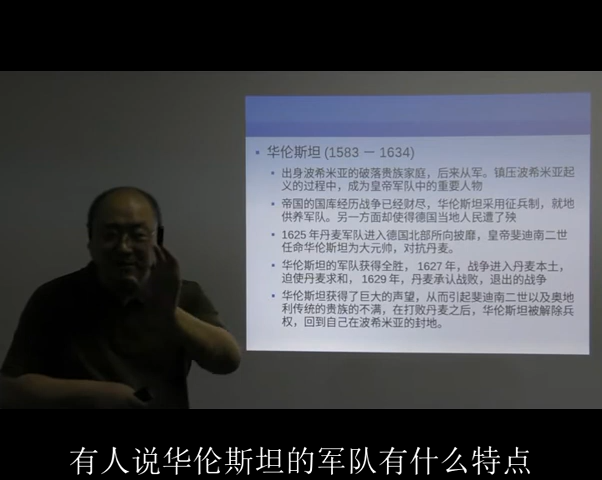 华伦斯坦 (1583 － 1634)
出身波希米亚的破落贵族家庭，后来从军。镇压波希米亚起
义的过程中，成为皇帝军队中的重要人物
帝国的国库经历战争已经财尽，华伦斯坦采用征兵制，就地
供养军队。另一方面却使得德国当地人民遭了殃
1625 年丹麦军队进入德国北部所向披靡，皇帝斐迪南二世
任命华伦斯坦为大元帅，对抗丹麦。
华伦斯坦的军队获得全胜， 1627 年，战争进入丹麦本土，
迫使丹麦求和， 1629 年，丹麦承认战败，退出的战争
华伦斯坦获得了巨大的声望，从而引起斐迪南二世以及奥地
利传统的贵族的不满，在打败丹麦之后，华伦斯坦被解除兵
权，回到自己在波希米亚的封地。
有人说华伦斯坦的军队有什么特点